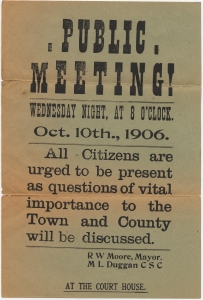 PUBLIC
MEETING!
WEDNESDAY NIGHT, AT 8 O'CLOCK.
Oct. 10th., 1906.
All Citizens are
urged to be present
as questions of vital
importance to the
Town and County
will be discussed.
R W Moore, Mayor.
M L Duggan C S C
AT THE COURT HOUSE.